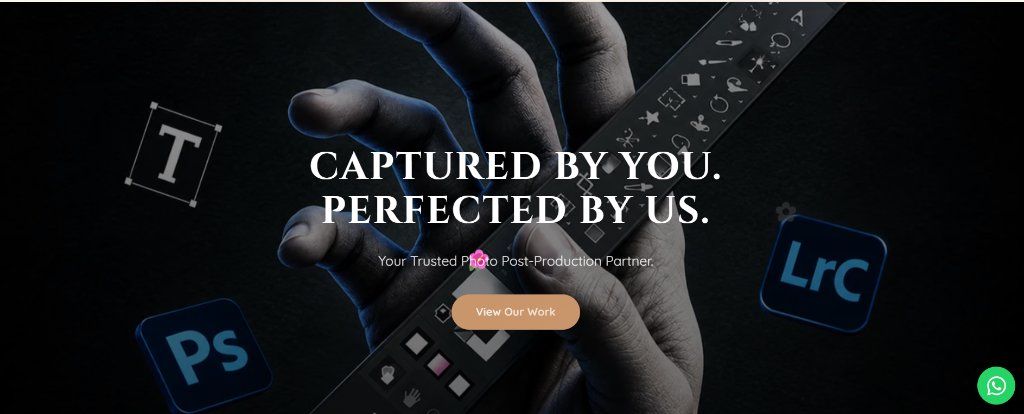 T
CAPTURED BY YOU.
PERFECTED BY US.
Your Trusted Photo Post-Production Partner.
LrC
View Our Work
Ps